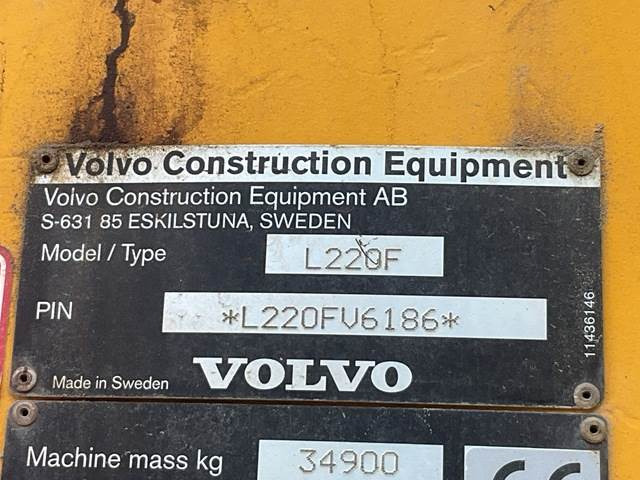 Volvo Construction Equipment
Volvo Construction Equipment AB
S-631 85 ESKILSTUNA, SWEDEN
Model / Type L220F
PIN *L220FV6186*
11436146
Made in Sweden VOLVO
Machine mass kg 34900 CE